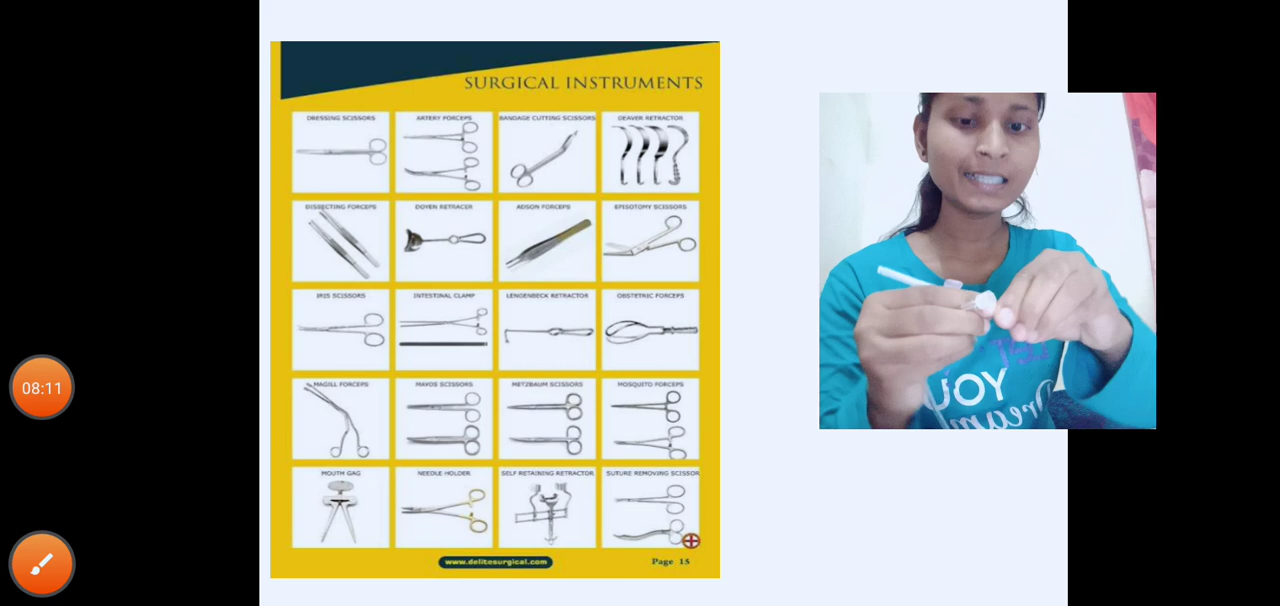 SURGICAL INSTRUMENTS
DRESSING SCISSORS
ARTERY FORCEPS
BANDAGE CUTTING SCISSORS
DEAVER RETRACTOR
DISSECTING FORCEPS
DOYEN RETRACER
ADSON FORCEPS
EPISOTOMY SCISSORS
IRIS SCISSORS
INTESTINAL CLAMP
LENGENBECK RETRACTOR
OBSTETRIC FORCEPS
MAGILL FORCEPS
MAYOS SCISSORS
METZBAUM SCISSORS
MOSQUITO FORCEPS
MOUTH GAG
NEEDLE HOLDER
SELF RETAINING RETRACTOR
SUTURE REMOVING SCISSOR
www.delitesurgical.com
Page 15
08:11
JOY
Dream